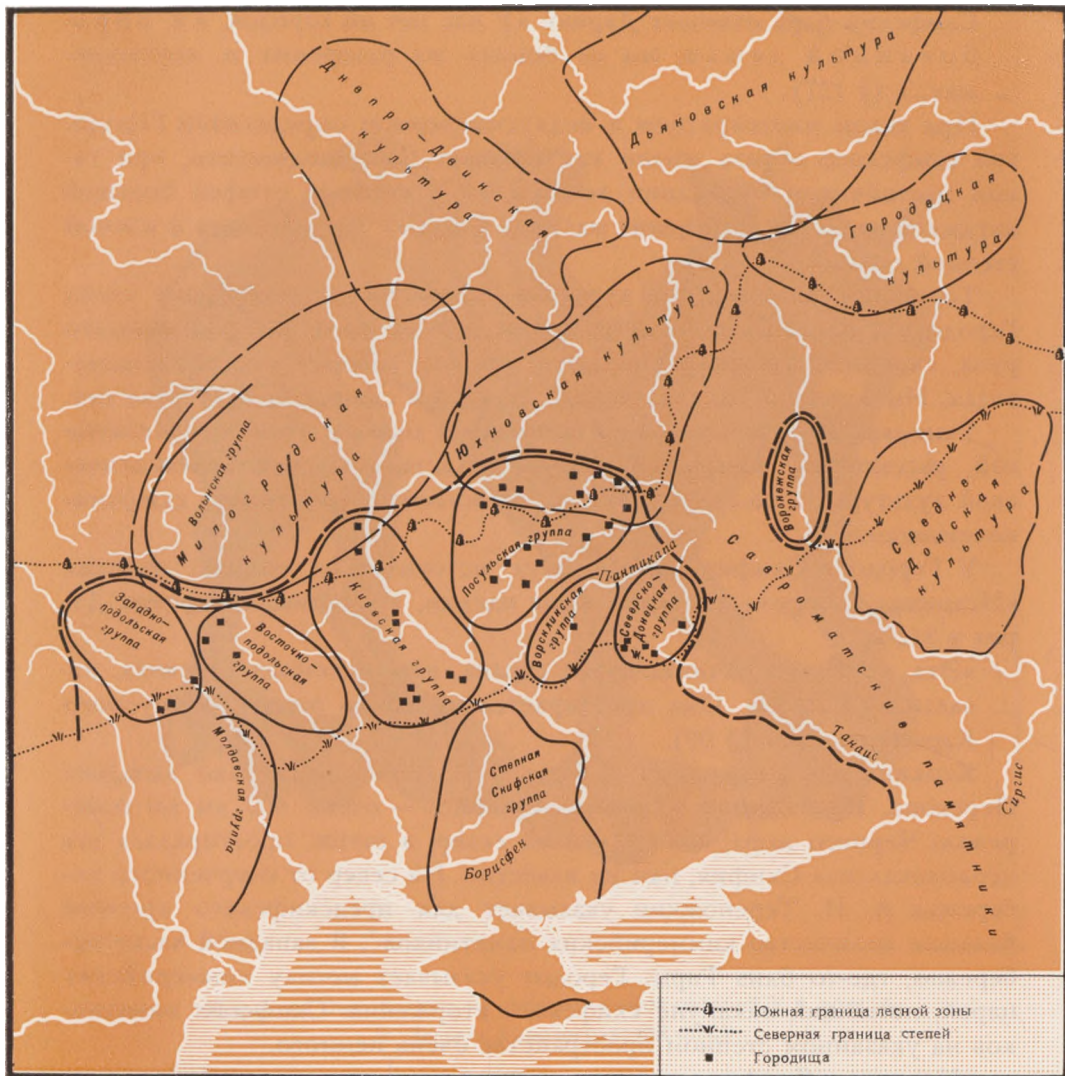 Днепро—Двинская
культура
Дьяковская культура
Городецкая
культура
Юхновская культура
Волынская группа
Милоградская
культура
Воронежская
группа
Средне—
Донская
культура
Посульская группа
Пантикапа
Савроматские памятники
Западно-
подольская
группа
Восточно—
подольская
группа
Киевская группа
Ворсклинская
группа
Северско—
Донецкая
группа
Молдавская группа
Степная
Скифская
группа
Борисфен
Танаис
Сиргис
Южная граница лесной зоны
Северная граница степей
Городища